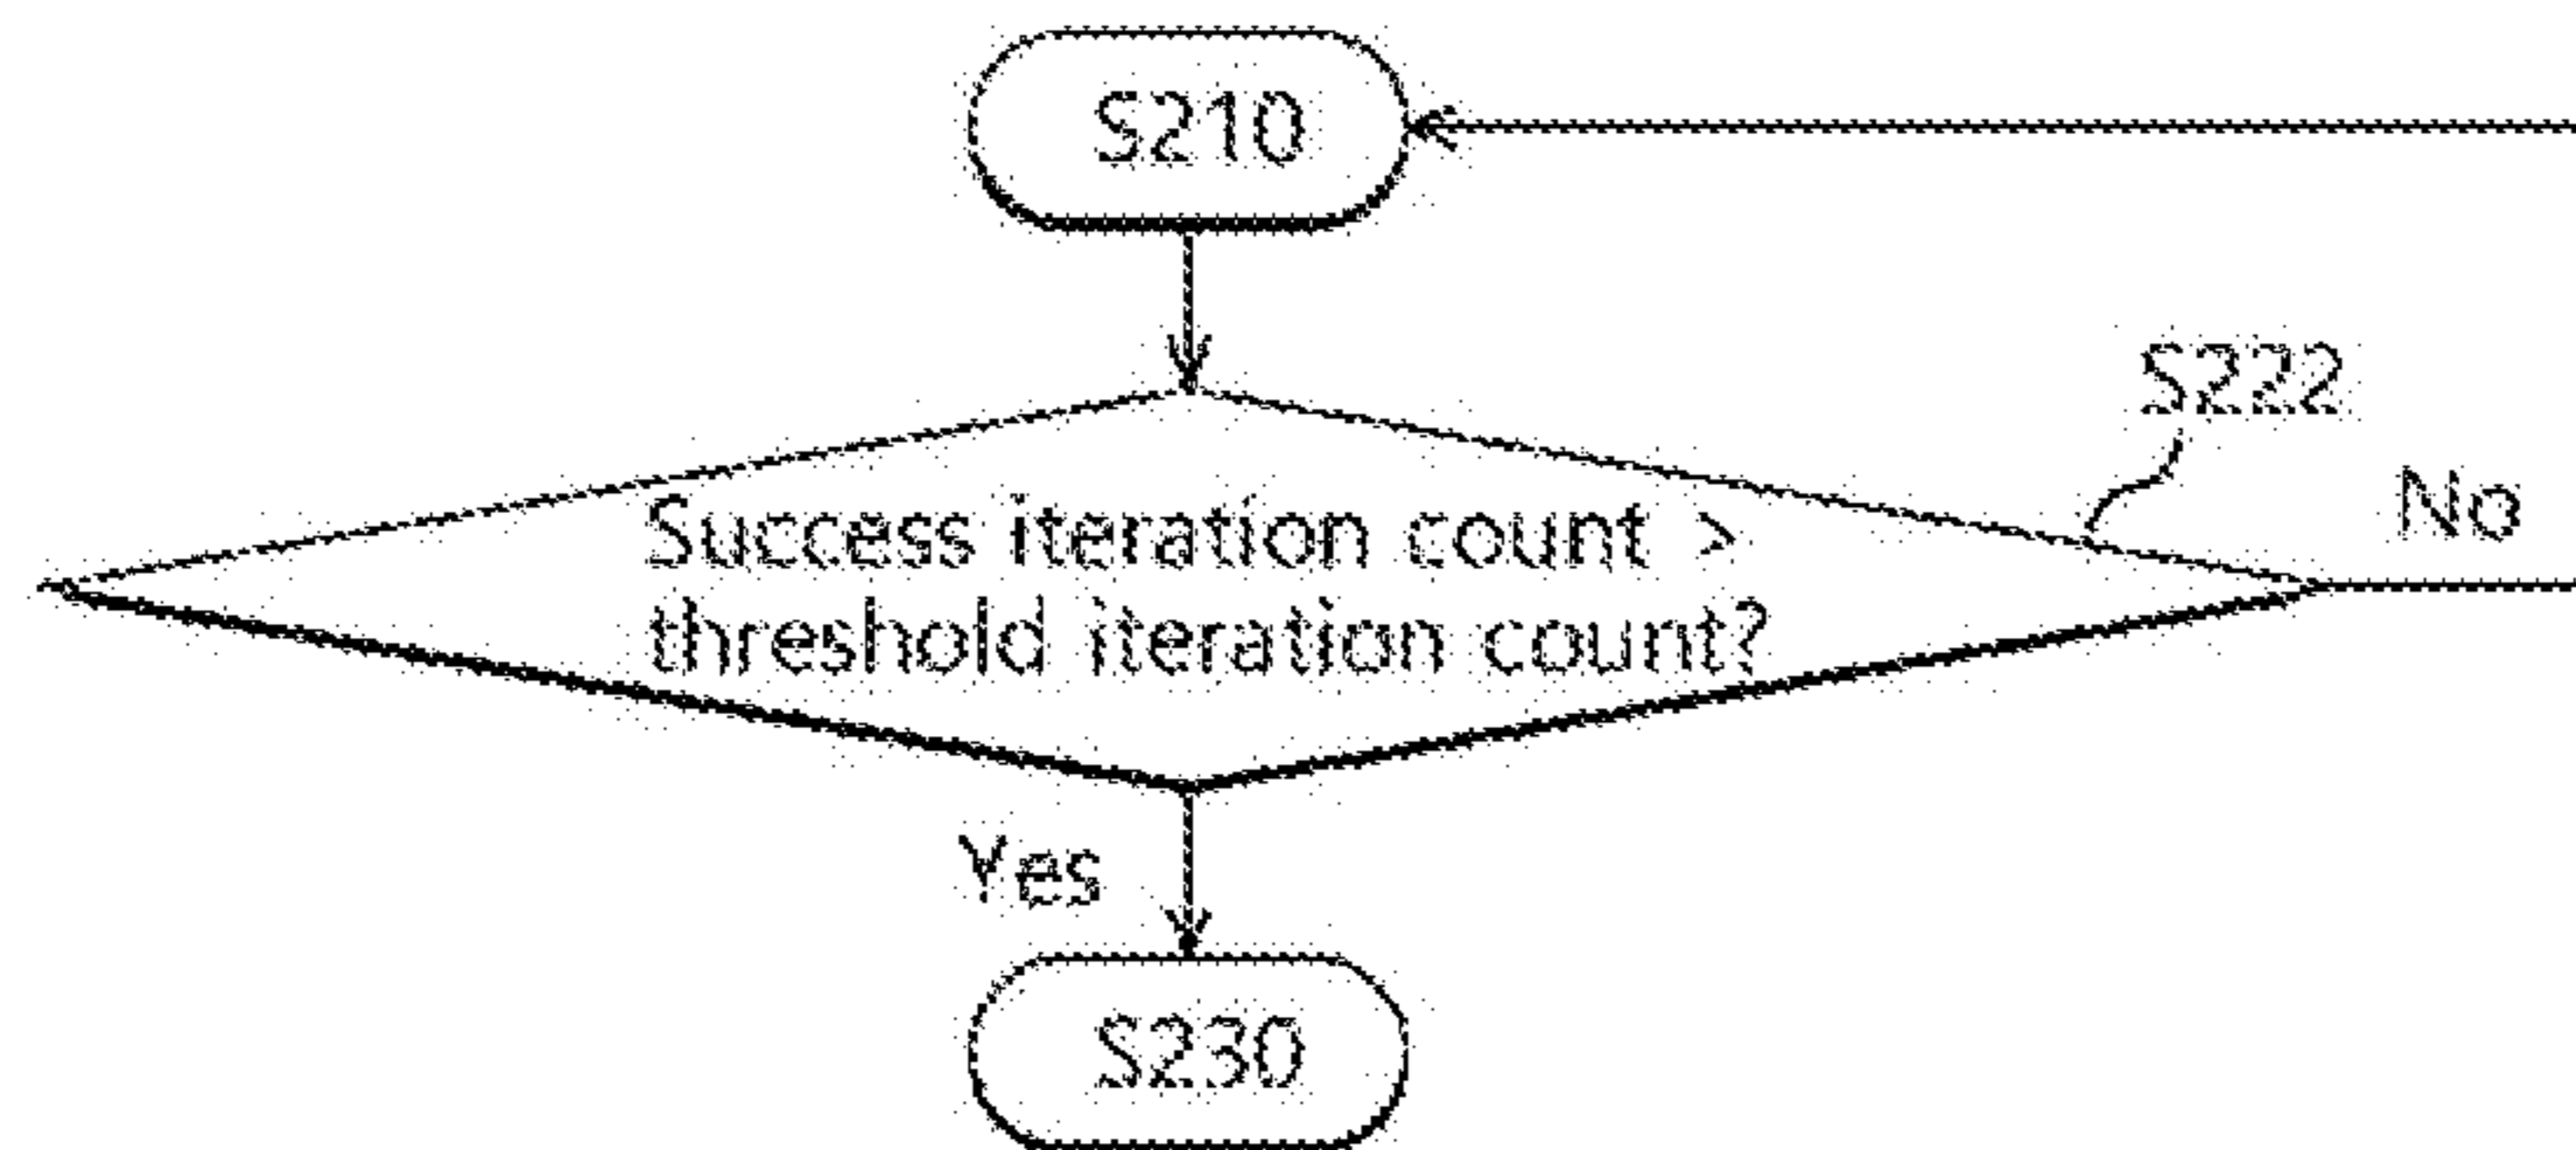 S210
S222
No
Success iteration count >
threshold iteration count?
Yes
S230